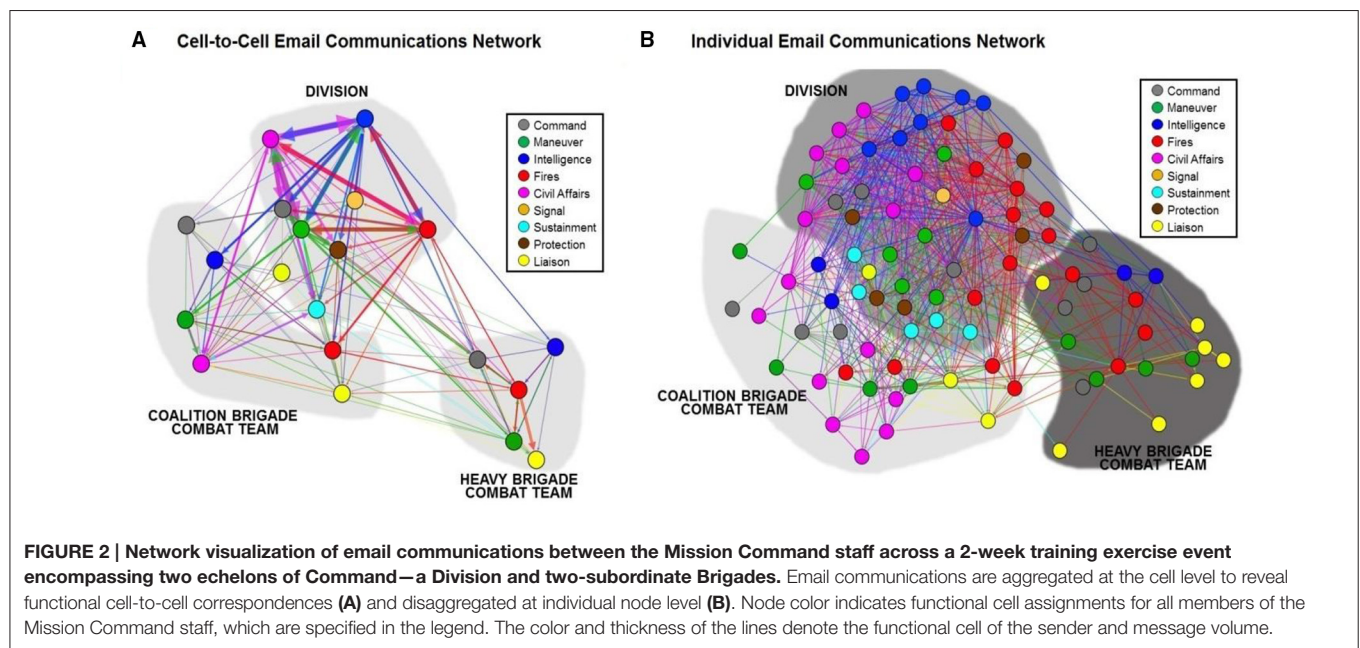 A Cell-to-Cell Email Communications Network
DIVISION
Command
Maneuver
Intelligence
Fires
Civil Affairs
Signal
Sustainment
Protection
Liaison
COALITION BRIGADE
COMBAT TEAM
HEAVY BRIGADE
COMBAT TEAM
B Individual Email Communications Network
DIVISION
Command
Maneuver
Intelligence
Fires
Civil Affairs
Signal
Sustainment
Protection
Liaison
COALITION BRIGADE
COMBAT TEAM
HEAVY BRIGADE
COMBAT TEAM
FIGURE 2 | Network visualization of email communications between the Mission Command staff across a 2-week training exercise event
encompassing two echelons of Command—a Division and two-subordinate Brigades. Email communications are aggregated at the cell level to reveal
functional cell-to-cell correspondences (A) and disaggregated at individual node level (B). Node color indicates functional cell assignments for all members of the
Mission Command staff, which are specified in the legend. The color and thickness of the lines denote the functional cell of the sender and message volume.